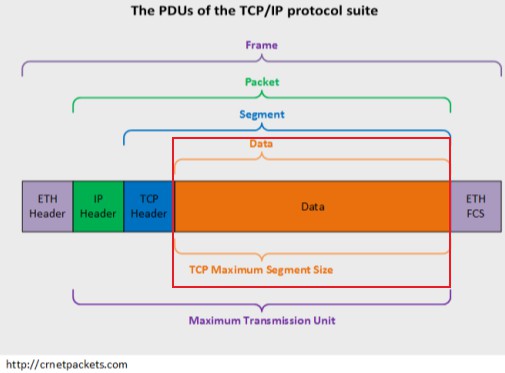 The PDUs of the TCP/IP protocol suite
Frame
Packet
Segment
Data
ETH Header
IP Header
TCP Header
Data
ETH FCS
TCP Maximum Segment Size
Maximum Transmission Unit
http://crnetpackets.com